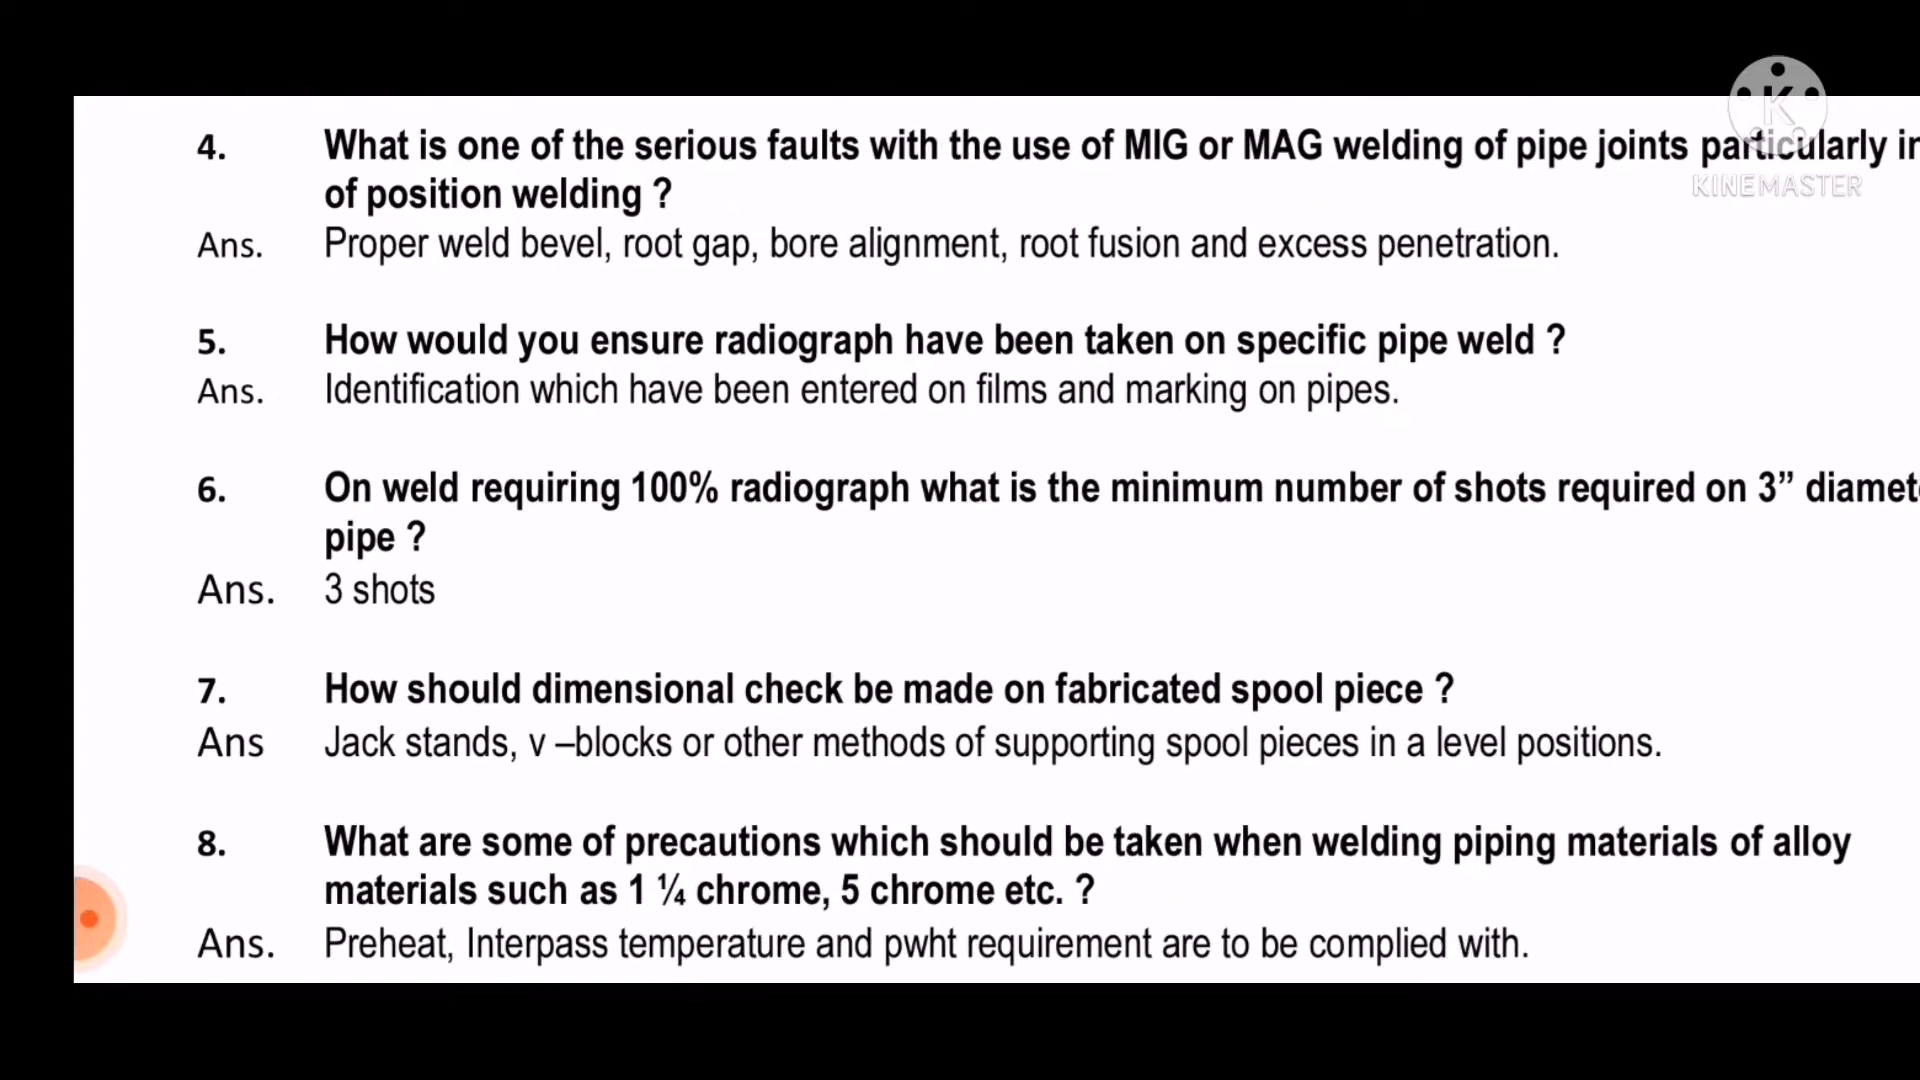 4. What is one of the serious faults with the use of MIG or MAG welding of pipe joints particularly in
of position welding ?
Ans. Proper weld bevel, root gap, bore alignment, root fusion and excess penetration.
5. How would you ensure radiograph have been taken on specific pipe weld ?
Ans. Identification which have been entered on films and marking on pipes.
6. On weld requiring 100% radiograph what is the minimum number of shots required on 3” diamet
pipe ?
Ans. 3 shots
7. How should dimensional check be made on fabricated spool piece ?
Ans Jack stands, v –blocks or other methods of supporting spool pieces in a level positions.
8. What are some of precautions which should be taken when welding piping materials of alloy
materials such as 1 ¼ chrome, 5 chrome etc. ?
Ans. Preheat, Interpass temperature and pwht requirement are to be complied with.
K
KINEMASTER